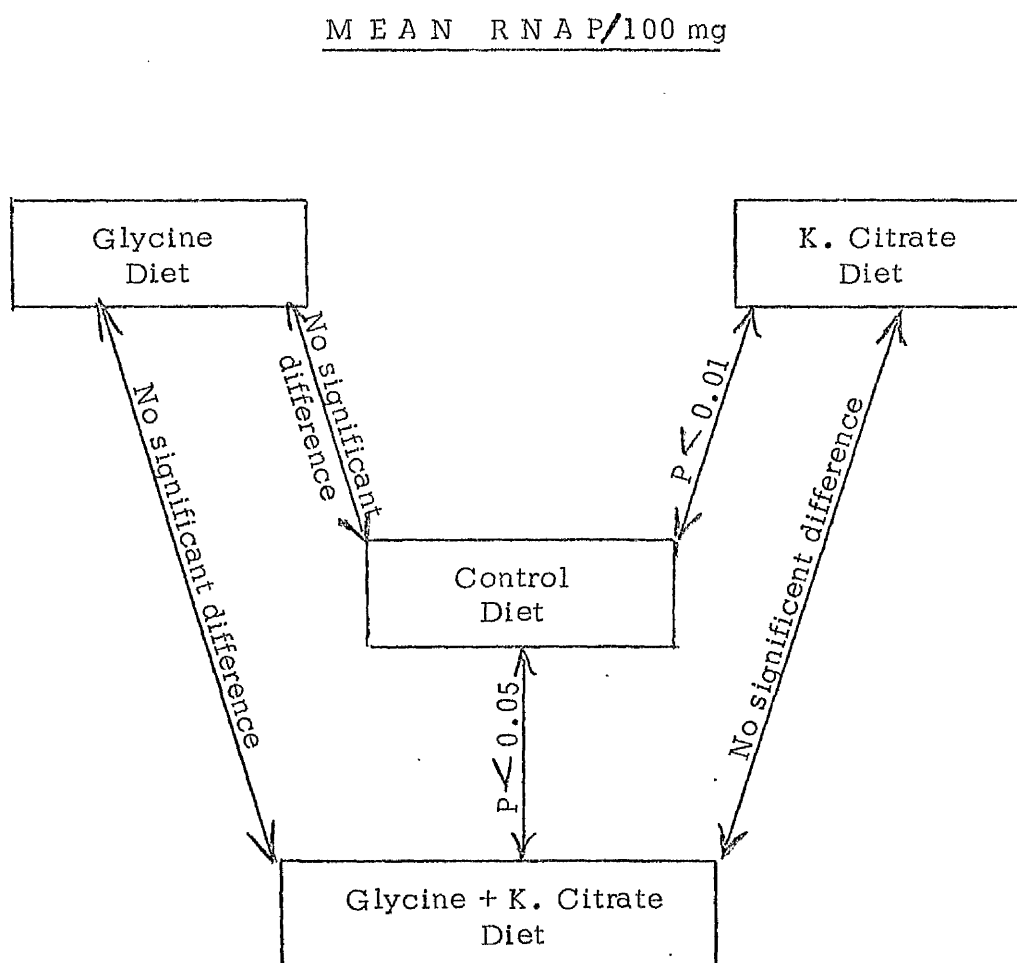 MEAN RNAP/100 mg
Glycine
Diet
K. Citrate
Diet
No significant
difference
P < 0.01
No significant difference
No significent difference
Control
Diet
P < 0.05
Glycine + K. Citrate
Diet